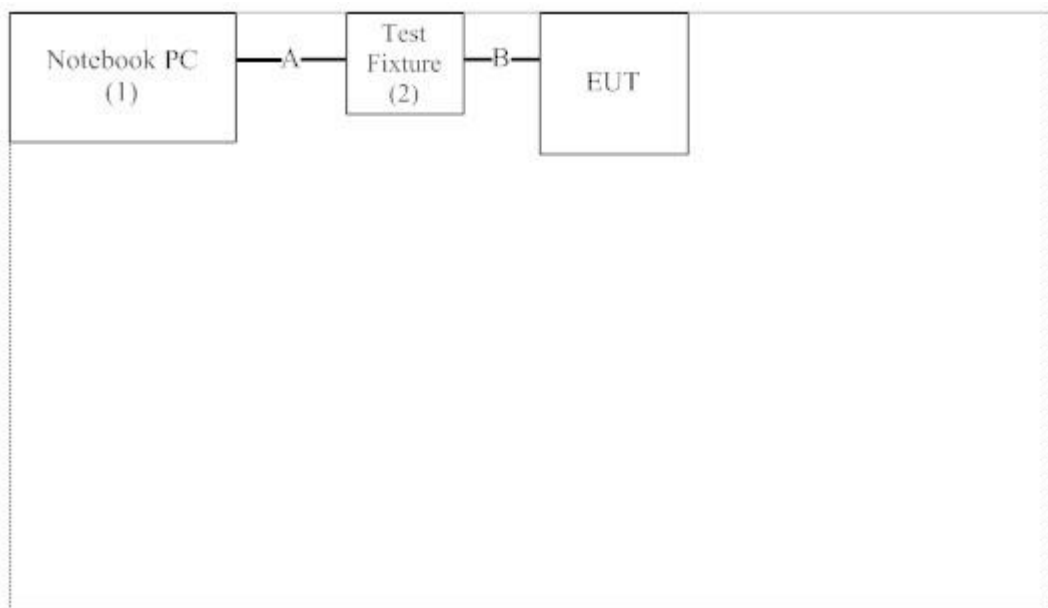 Notebook PC
(1)
A
Test
Fixture
(2)
B
EUT